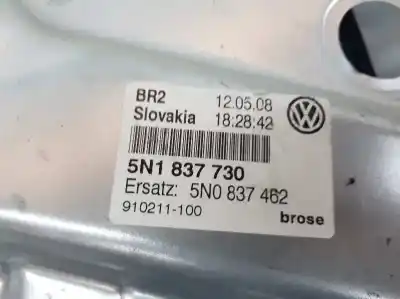 BR2 12.05.08
Slovakia 18:28:42
5N1 837 730
Ersatz: 5N0 837 462
910211-100 brose